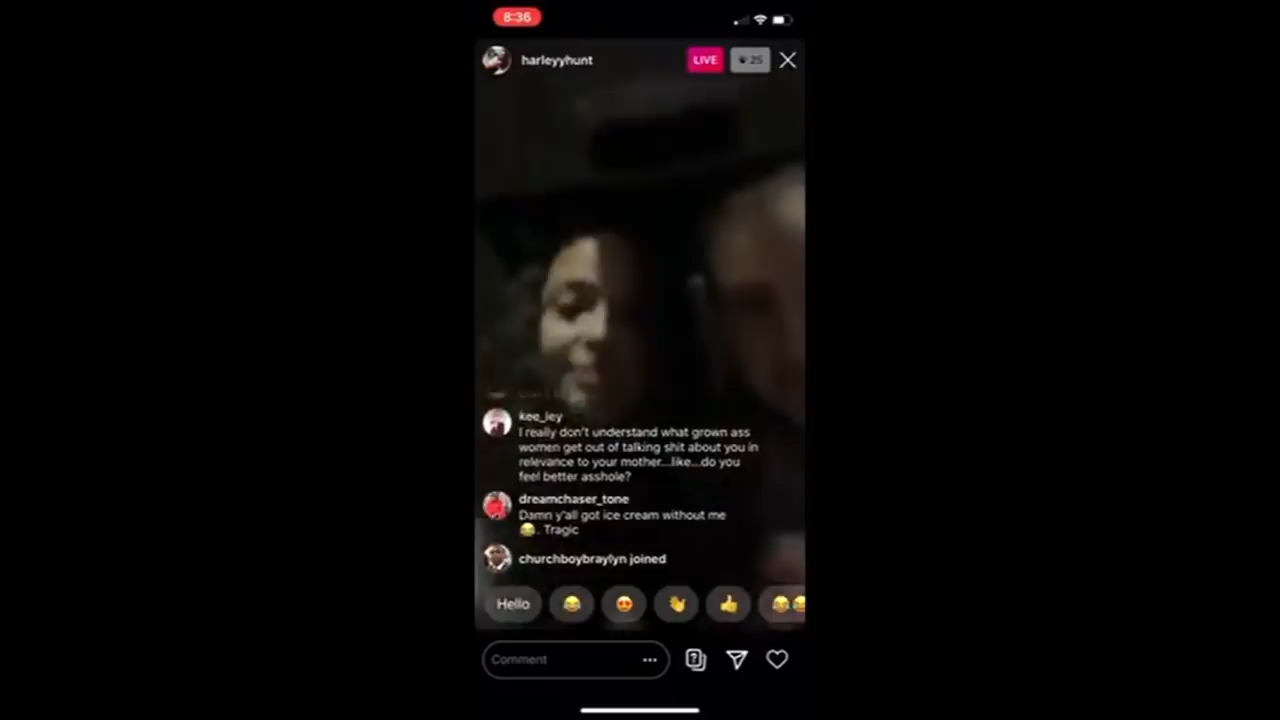 8:36
harleyyhunt
LIVE
25
kee_ley
I really don't understand what grown ass
women get out of talking shit about you in
relevance to your mother...like...do you
feel better asshole?
dreamchaser_tone
Damn y'all got ice cream without me
😂. Tragic
churchboybraylyn joined
Hello
Comment